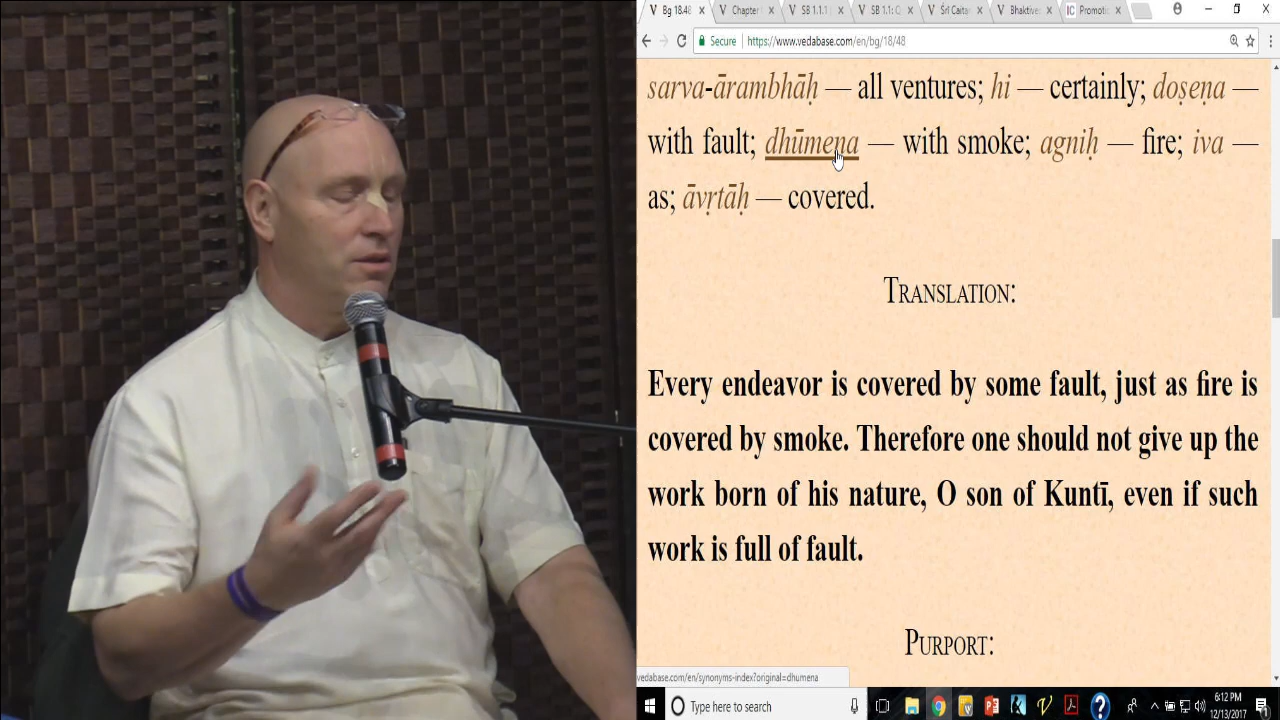 Bg 18.48
Chapter
SB 1.1.1
SB 1.1: Q
Śrī Caita
Bhaktive
Promoti
Secure
https://www.vedabase.com/en/bg/18/48
sarva-ārambhāḥ — all ventures; hi — certainly; doṣeṇa —
with fault; dhūmena — with smoke; agniḥ — fire; iva —
as; āvṛtāḥ — covered.
TRANSLATION:
Every endeavor is covered by some fault, just as fire is
covered by smoke. Therefore one should not give up the
work born of his nature, O son of Kuntī, even if such
work is full of fault.
PURPORT:
vedabase.com/en/synonyms-index?original=dhumena
Type here to search
6:12 PM
12/13/2017